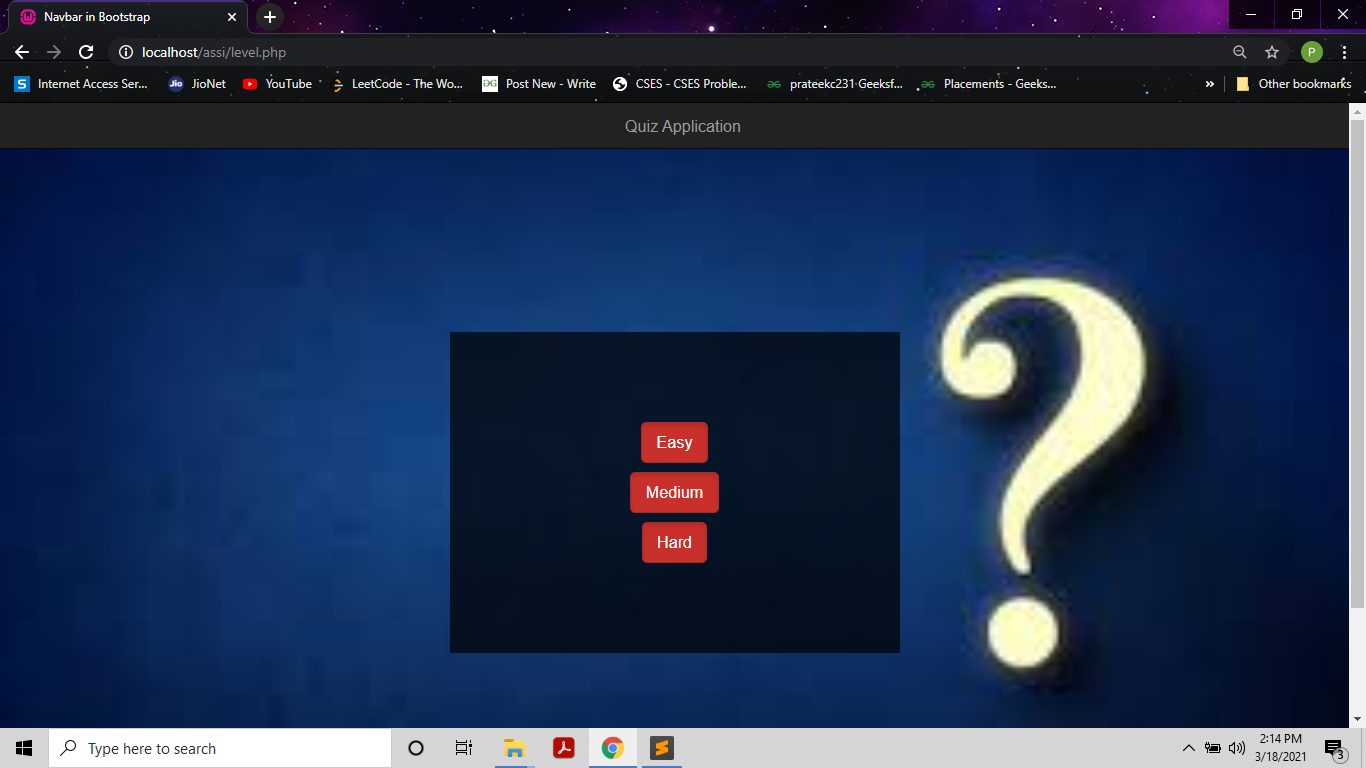 Navbar in Bootstrap
localhost/assi/level.php
P
Internet Access Ser...
Jio JioNet
YouTube
LeetCode - The Wo...
Post New - Write
CSES - CSES Proble...
prateekc231 Geeksf...
Placements - Geeks...
»
Other bookmarks
Quiz Application
Easy
Medium
Hard
?
Type here to search
2:14 PM
3/18/2021
3